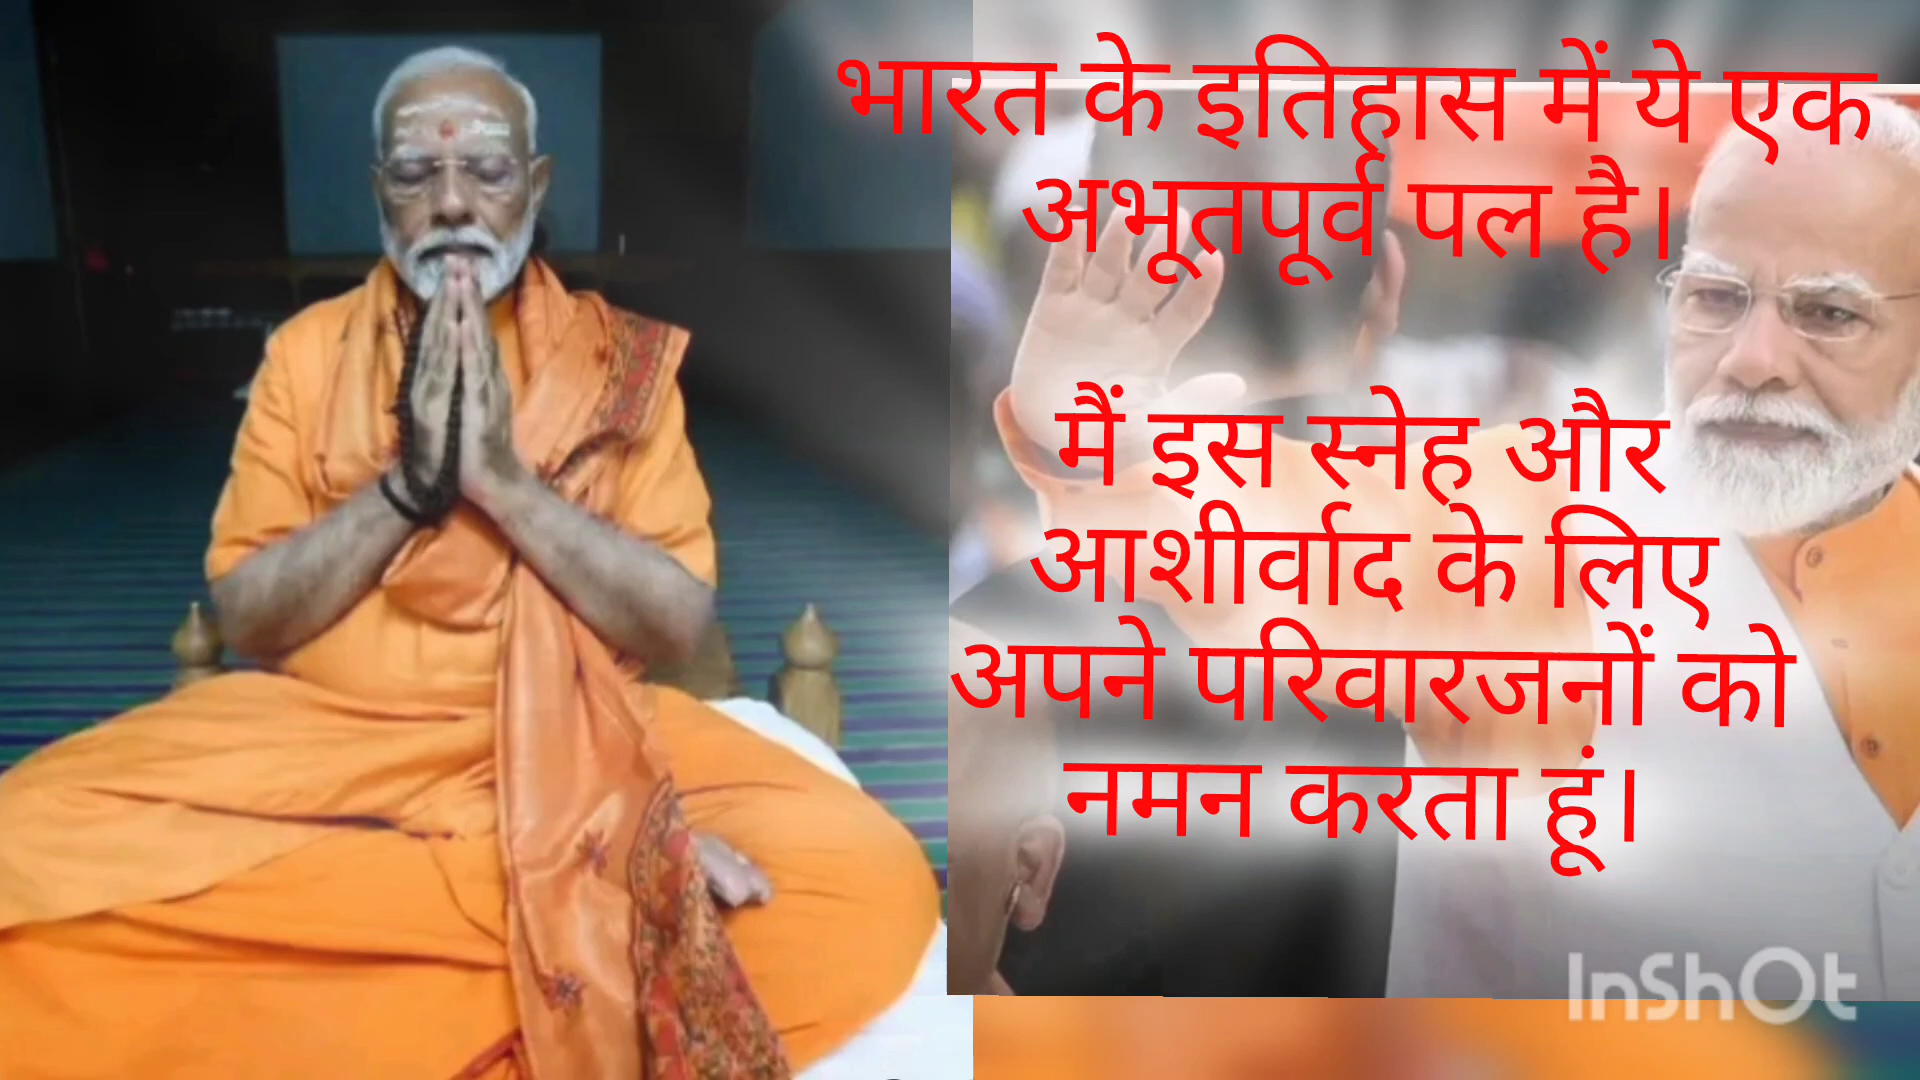 भारत के इतिहास में ये एक
अभूतपूर्व पल है।
मैं इस स्नेह और
आशीर्वाद के लिए
अपने परिवारजनों को
नमन करता हूं।
InShOt